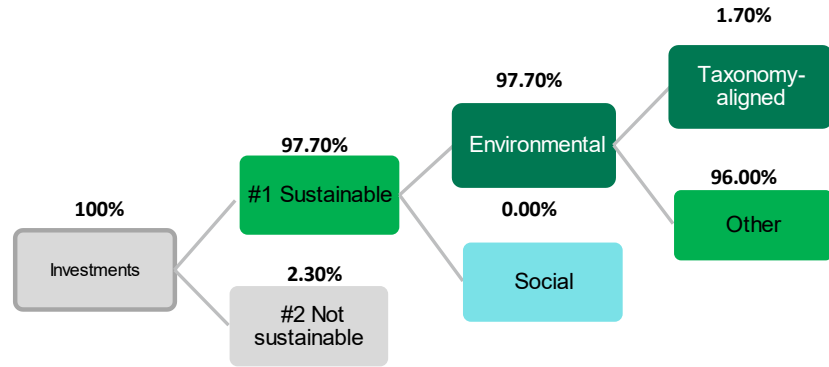 1.70%
Taxonomy-
aligned
97.70%
Environmental
97.70%
#1 Sustainable
96.00%
Other
0.00%
Social
100%
Investments
2.30%
#2 Not
sustainable